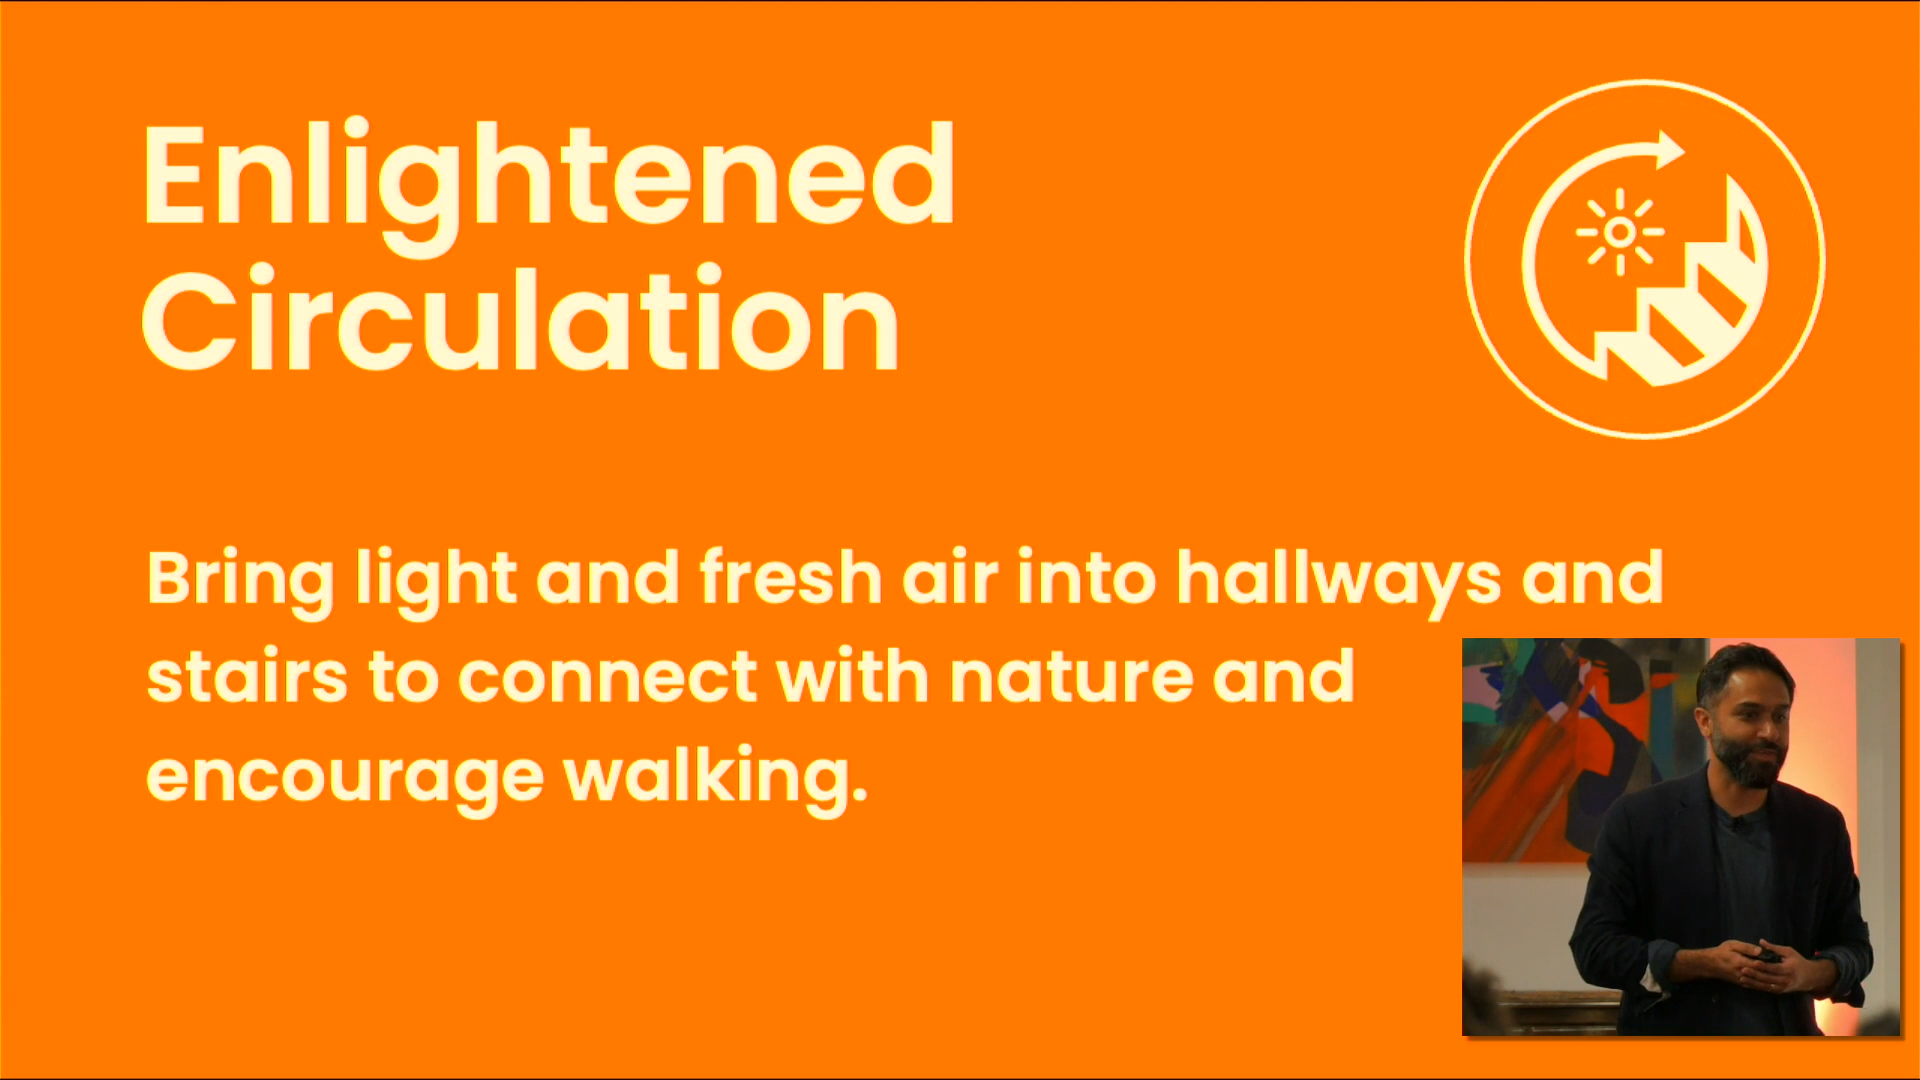 Enlightened
Circulation
Bring light and fresh air into hallways and
stairs to connect with nature and
encourage walking.